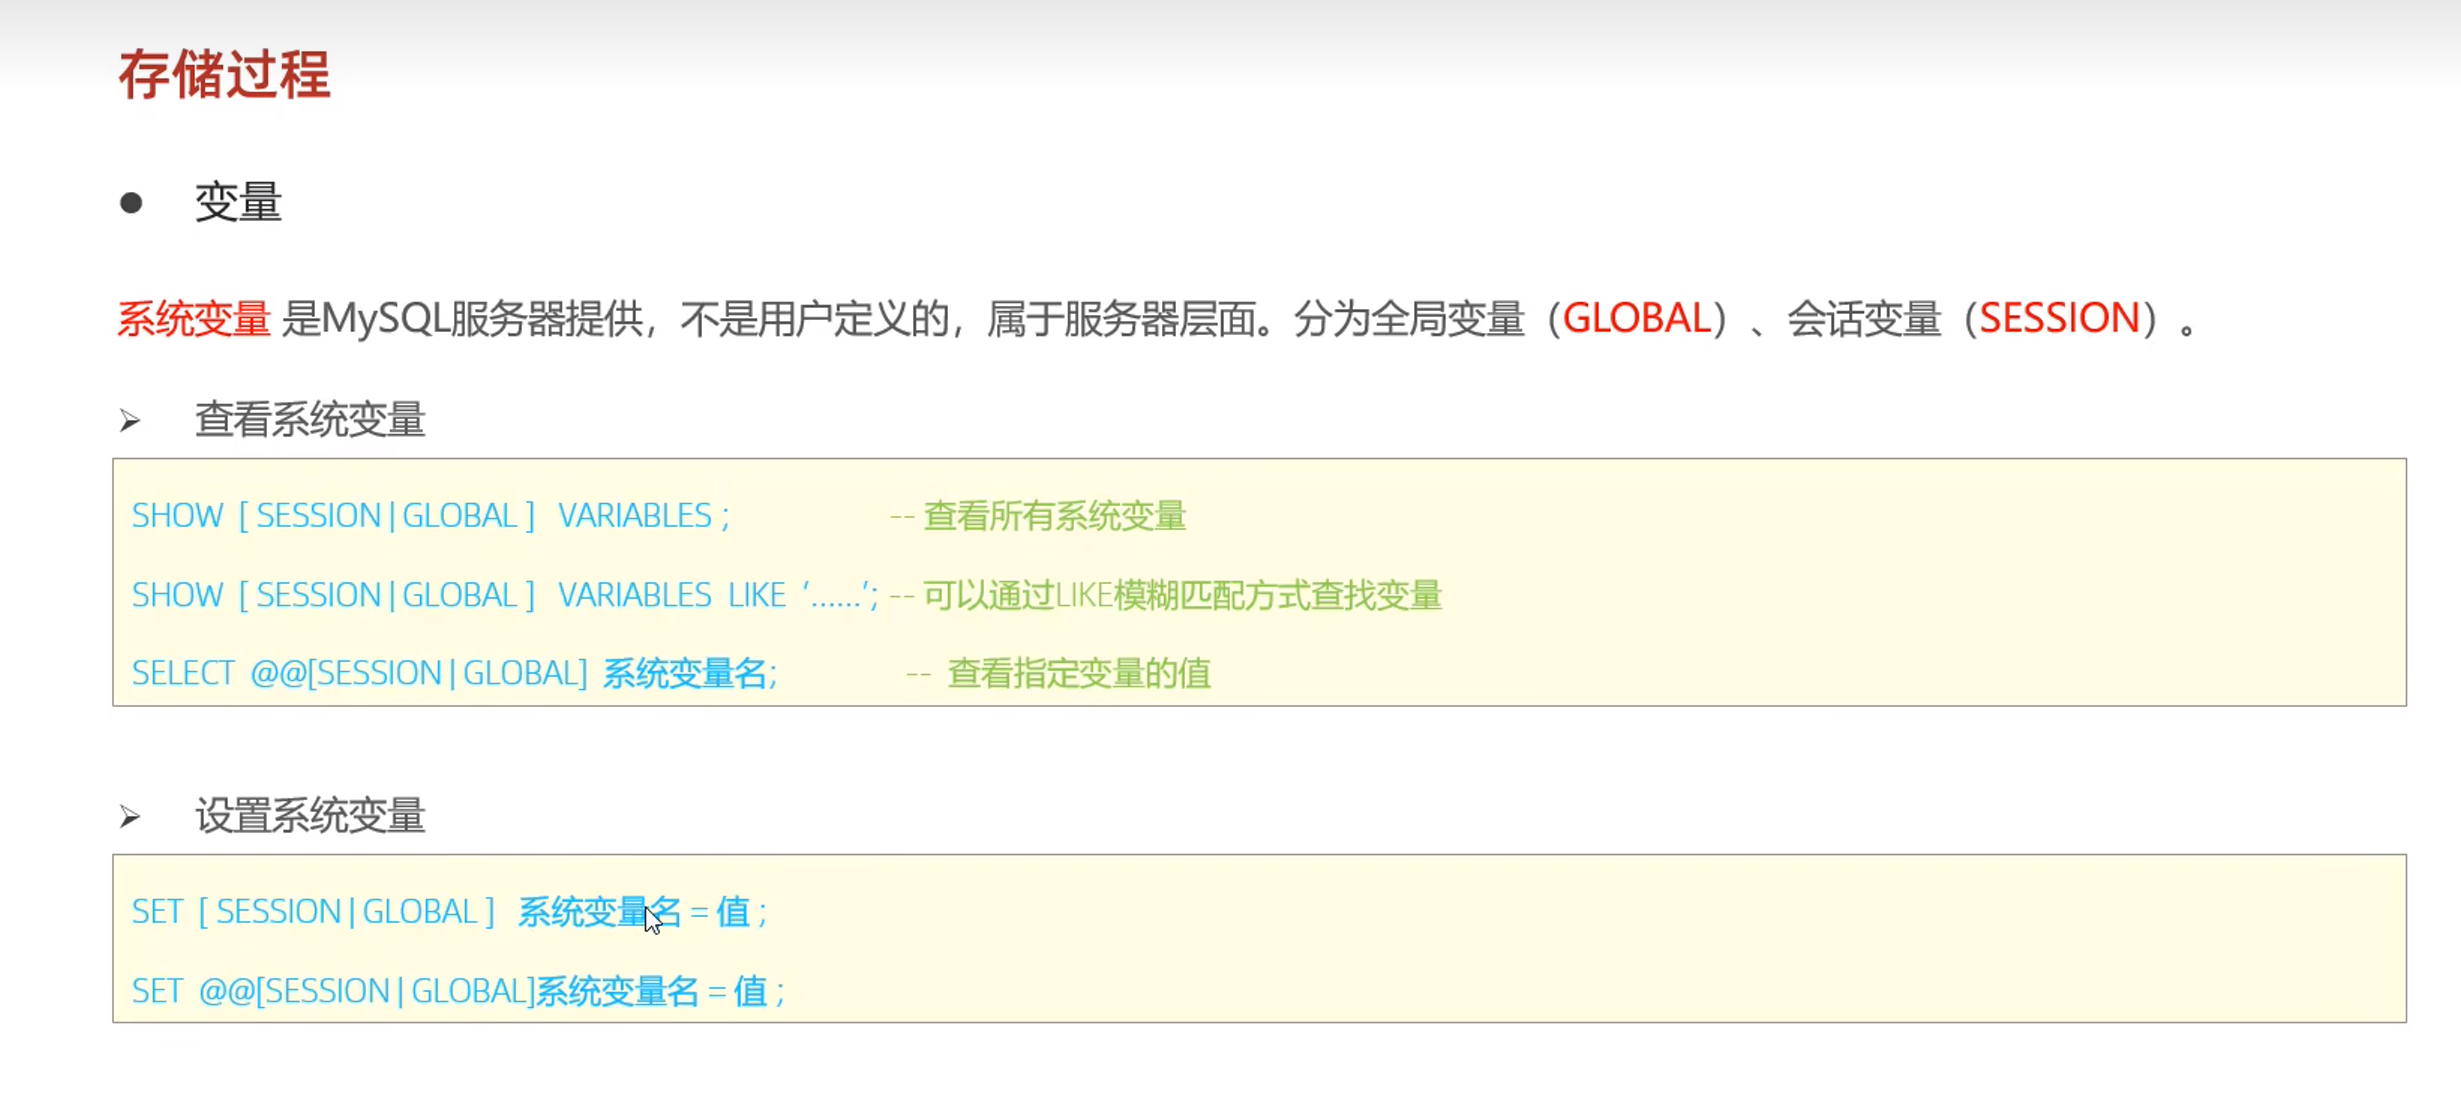 存储过程
● 变量
系统变量 是MySQL服务器提供，不是用户定义的，属于服务器层面。分为全局变量（GLOBAL）、会话变量（SESSION）。
➢ 查看系统变量
SHOW [ SESSION | GLOBAL ] VARIABLES ; -- 查看所有系统变量
SHOW [ SESSION | GLOBAL ] VARIABLES LIKE ‘......’; -- 可以通过LIKE模糊匹配方式查找变量
SELECT @@[SESSION | GLOBAL] 系统变量名; -- 查看指定变量的值
➢ 设置系统变量
SET [ SESSION | GLOBAL ] 系统变量名 = 值 ;
SET @@[SESSION | GLOBAL]系统变量名 = 值 ;